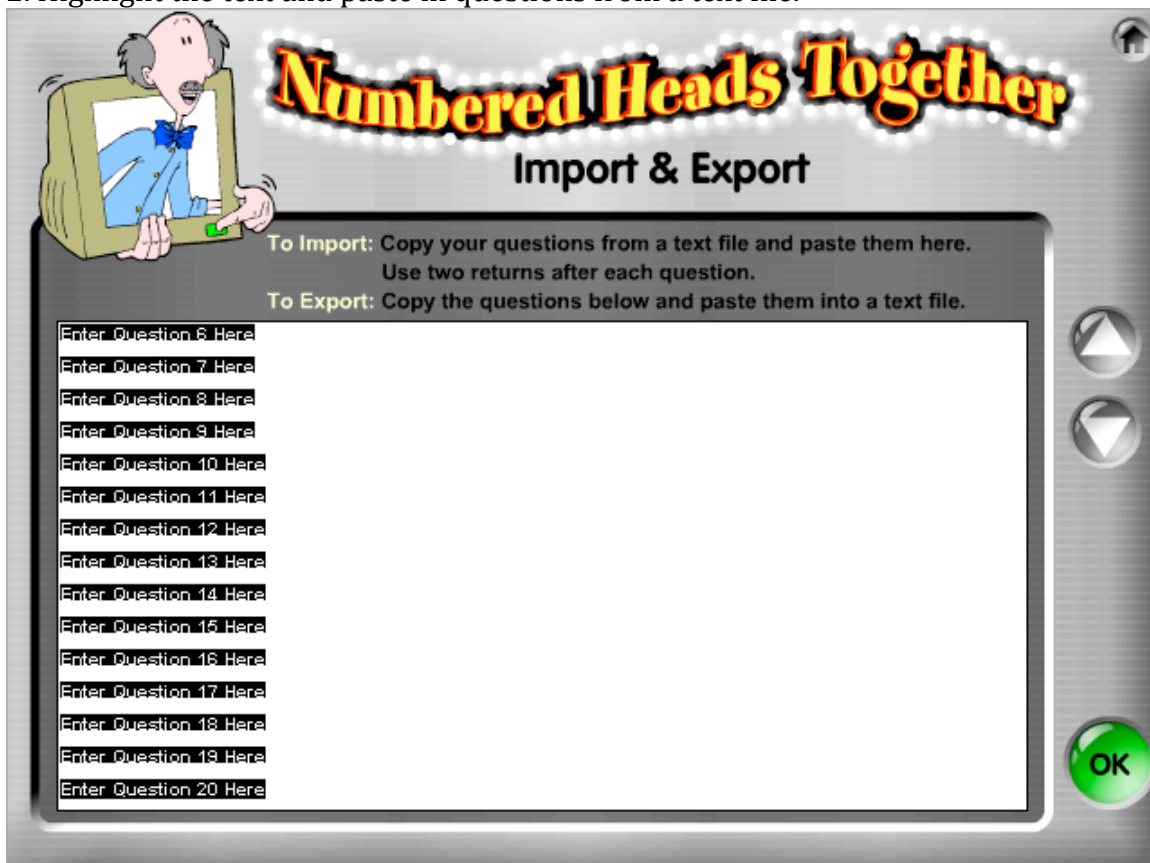 2. Highlight the text and paste in questions from a text file.
Numbered Heads Together
Import & Export
To Import: Copy your questions from a text file and paste them here.
Use two returns after each question.
To Export: Copy the questions below and paste them into a text file.
Enter Question 6 Here
Enter Question 7 Here
Enter Question 8 Here
Enter Question 9 Here
Enter Question 10 Here
Enter Question 11 Here
Enter Question 12 Here
Enter Question 13 Here
Enter Question 14 Here
Enter Question 15 Here
Enter Question 16 Here
Enter Question 17 Here
Enter Question 18 Here
Enter Question 19 Here
Enter Question 20 Here
OK